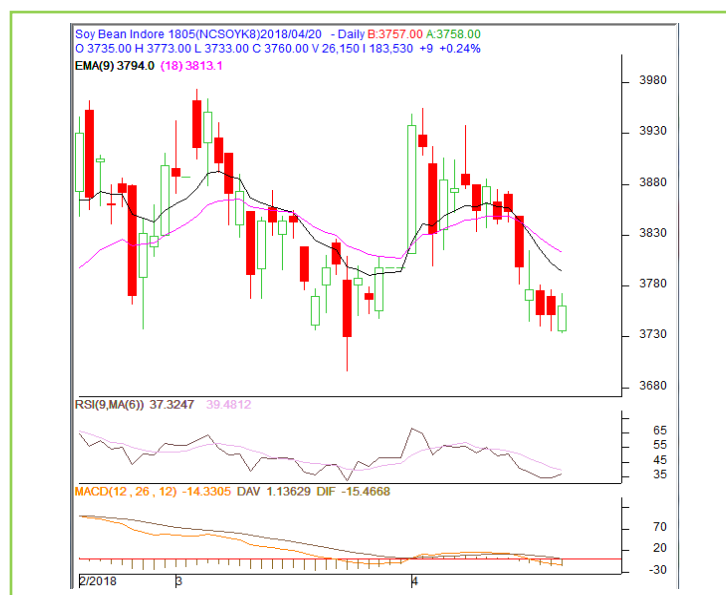 Soy Bean Indore 1805(NCSOYK8)2018/04/20 - Daily B:3757.00 A:3758.00
O 3735.00 H 3773.00 L 3733.00 C 3760.00 V 26,150 I 183,530 +9 +0.24%
EMA(9) 3794.0 (18) 3813.1
3980
3930
3880
3830
3780
3730
3680
RSI(9,MA(6)) 37.3247 39.4812
65
55
45
35
MACD(12 , 26 , 12) -14.3305 DAV 1.13629 DIF -15.4668
70
20
-30
2/2018 3 4